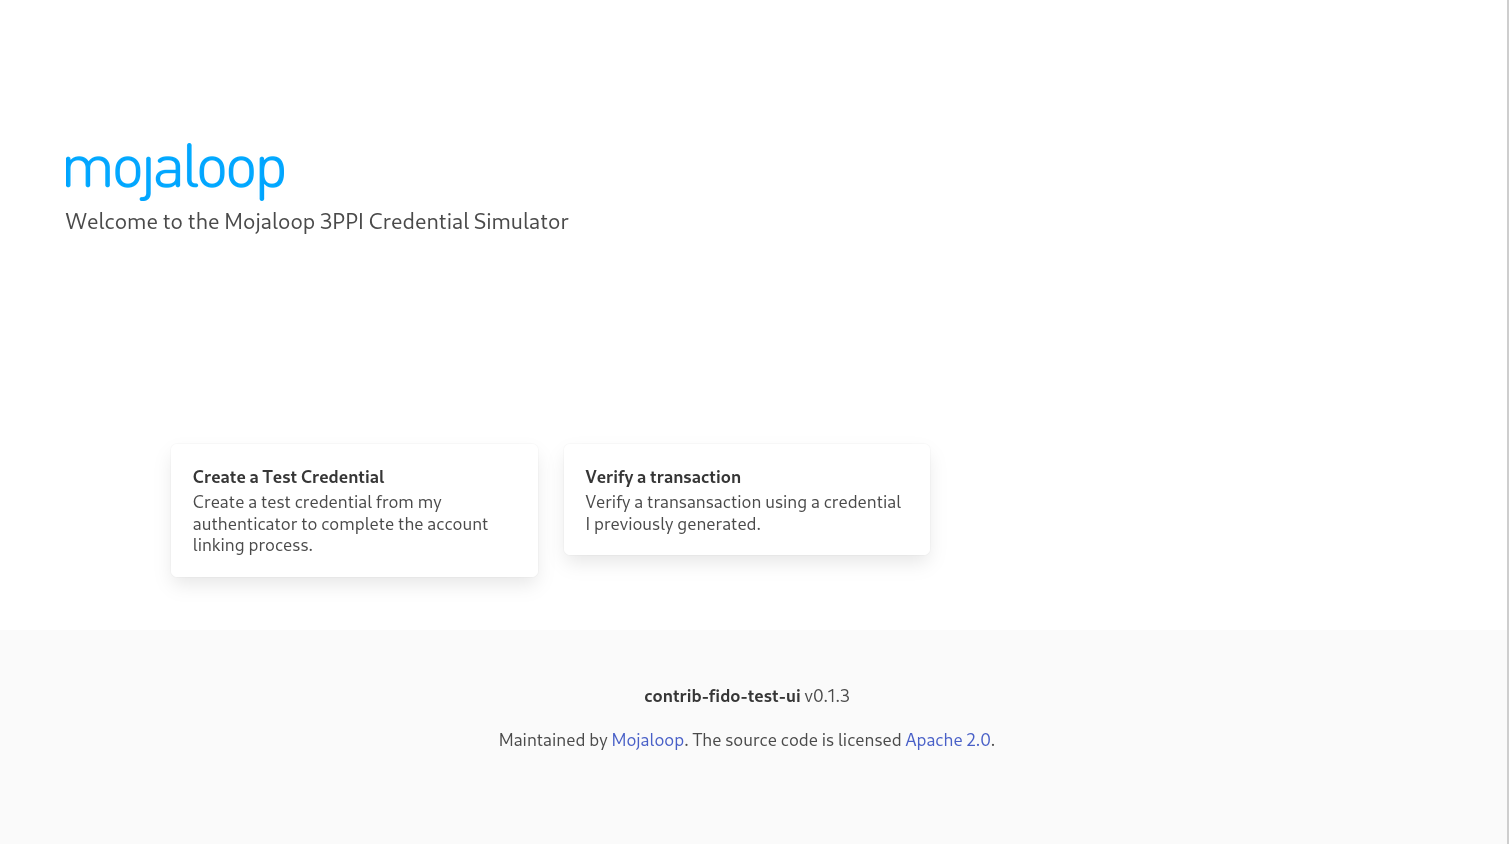 mojaloop
Welcome to the Mojaloop 3PPI Credential Simulator
Create a Test Credential
Create a test credential from my
authenticator to complete the account
linking process.
Verify a transaction
Verify a transansaction using a credential
I previously generated.
contrib-fido-test-ui v0.1.3
Maintained by Mojaloop. The source code is licensed Apache 2.0.